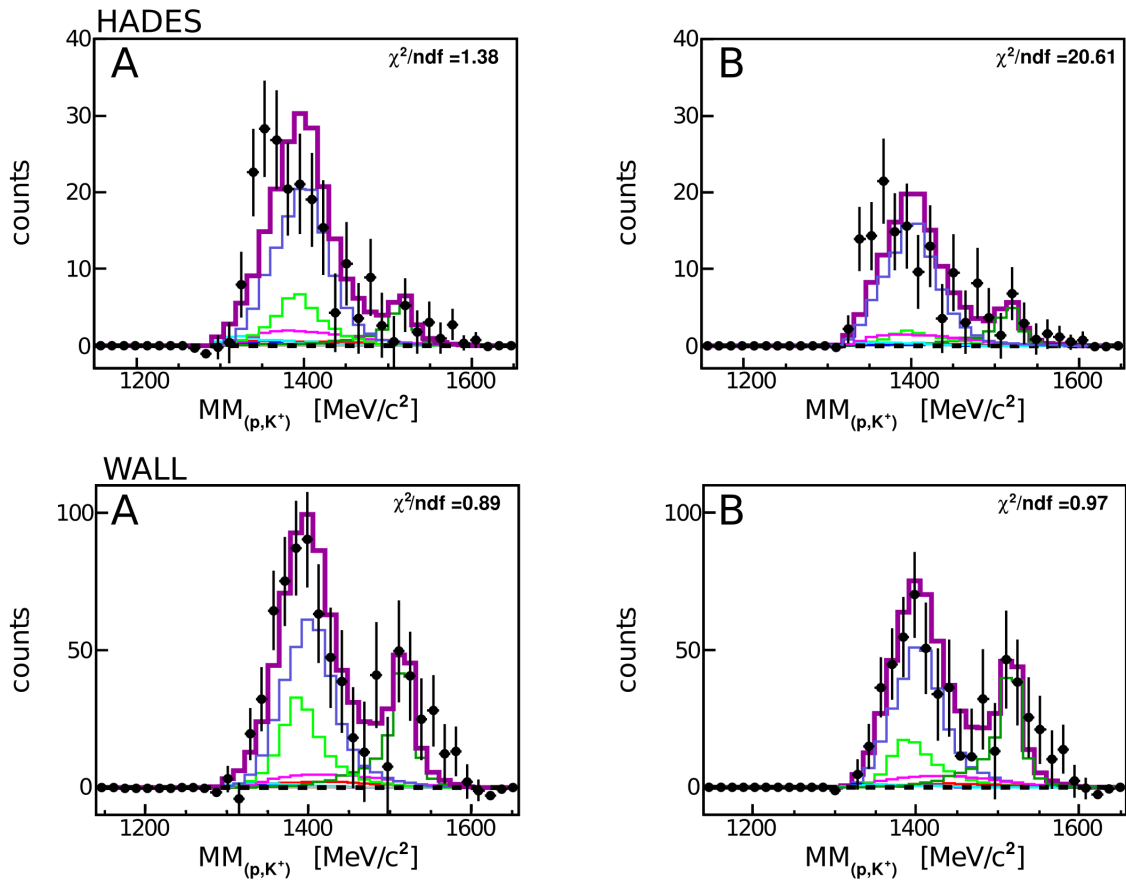 HADES
A
χ²/ndf =1.38
counts
40
30
20
10
0
1200
1400
1600
MM(p,K⁺) [MeV/c²]
B
χ²/ndf =20.61
counts
40
30
20
10
0
1200
1400
1600
MM(p,K⁺) [MeV/c²]
WALL
A
χ²/ndf =0.89
counts
100
50
0
1200
1400
1600
MM(p,K⁺) [MeV/c²]
B
χ²/ndf =0.97
counts
100
50
0
1200
1400
1600
MM(p,K⁺) [MeV/c²]